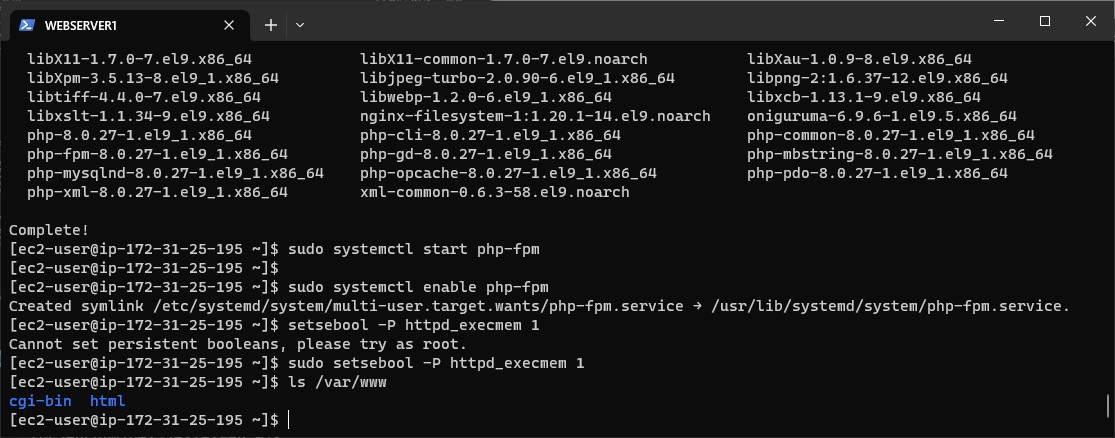 WEBSERVER1
libX11-1.7.0-7.el9.x86_64 libX11-common-1.7.0-7.el9.noarch libXau-1.0.9-8.el9.x86_64
libXpm-3.5.13-8.el9_1.x86_64 libjpeg-turbo-2.0.90-6.el9_1.x86_64 libpng-2:1.6.37-12.el9.x86_64
libtiff-4.4.0-7.el9.x86_64 libwebp-1.2.0-6.el9_1.x86_64 libxcb-1.13.1-9.el9.x86_64
libxslt-1.1.34-9.el9.x86_64 nginx-filesystem-1:1.20.1-14.el9.noarch oniguruma-6.9.6-1.el9.5.x86_64
php-8.0.27-1.el9_1.x86_64 php-cli-8.0.27-1.el9_1.x86_64 php-common-8.0.27-1.el9_1.x86_64
php-fpm-8.0.27-1.el9_1.x86_64 php-gd-8.0.27-1.el9_1.x86_64 php-mbstring-8.0.27-1.el9_1.x86_64
php-mysqlnd-8.0.27-1.el9_1.x86_64 php-opcache-8.0.27-1.el9_1.x86_64 php-pdo-8.0.27-1.el9_1.x86_64
php-xml-8.0.27-1.el9_1.x86_64 xml-common-0.6.3-58.el9.noarch
Complete!
[ec2-user@ip-172-31-25-195 ~]$ sudo systemctl start php-fpm
[ec2-user@ip-172-31-25-195 ~]$
[ec2-user@ip-172-31-25-195 ~]$ sudo systemctl enable php-fpm
Created symlink /etc/systemd/system/multi-user.target.wants/php-fpm.service → /usr/lib/systemd/system/php-fpm.service.
[ec2-user@ip-172-31-25-195 ~]$ setsebool -P httpd_execmem 1
Cannot set persistent booleans, please try as root.
[ec2-user@ip-172-31-25-195 ~]$ sudo setsebool -P httpd_execmem 1
[ec2-user@ip-172-31-25-195 ~]$ ls /var/www
cgi-bin html
[ec2-user@ip-172-31-25-195 ~]$